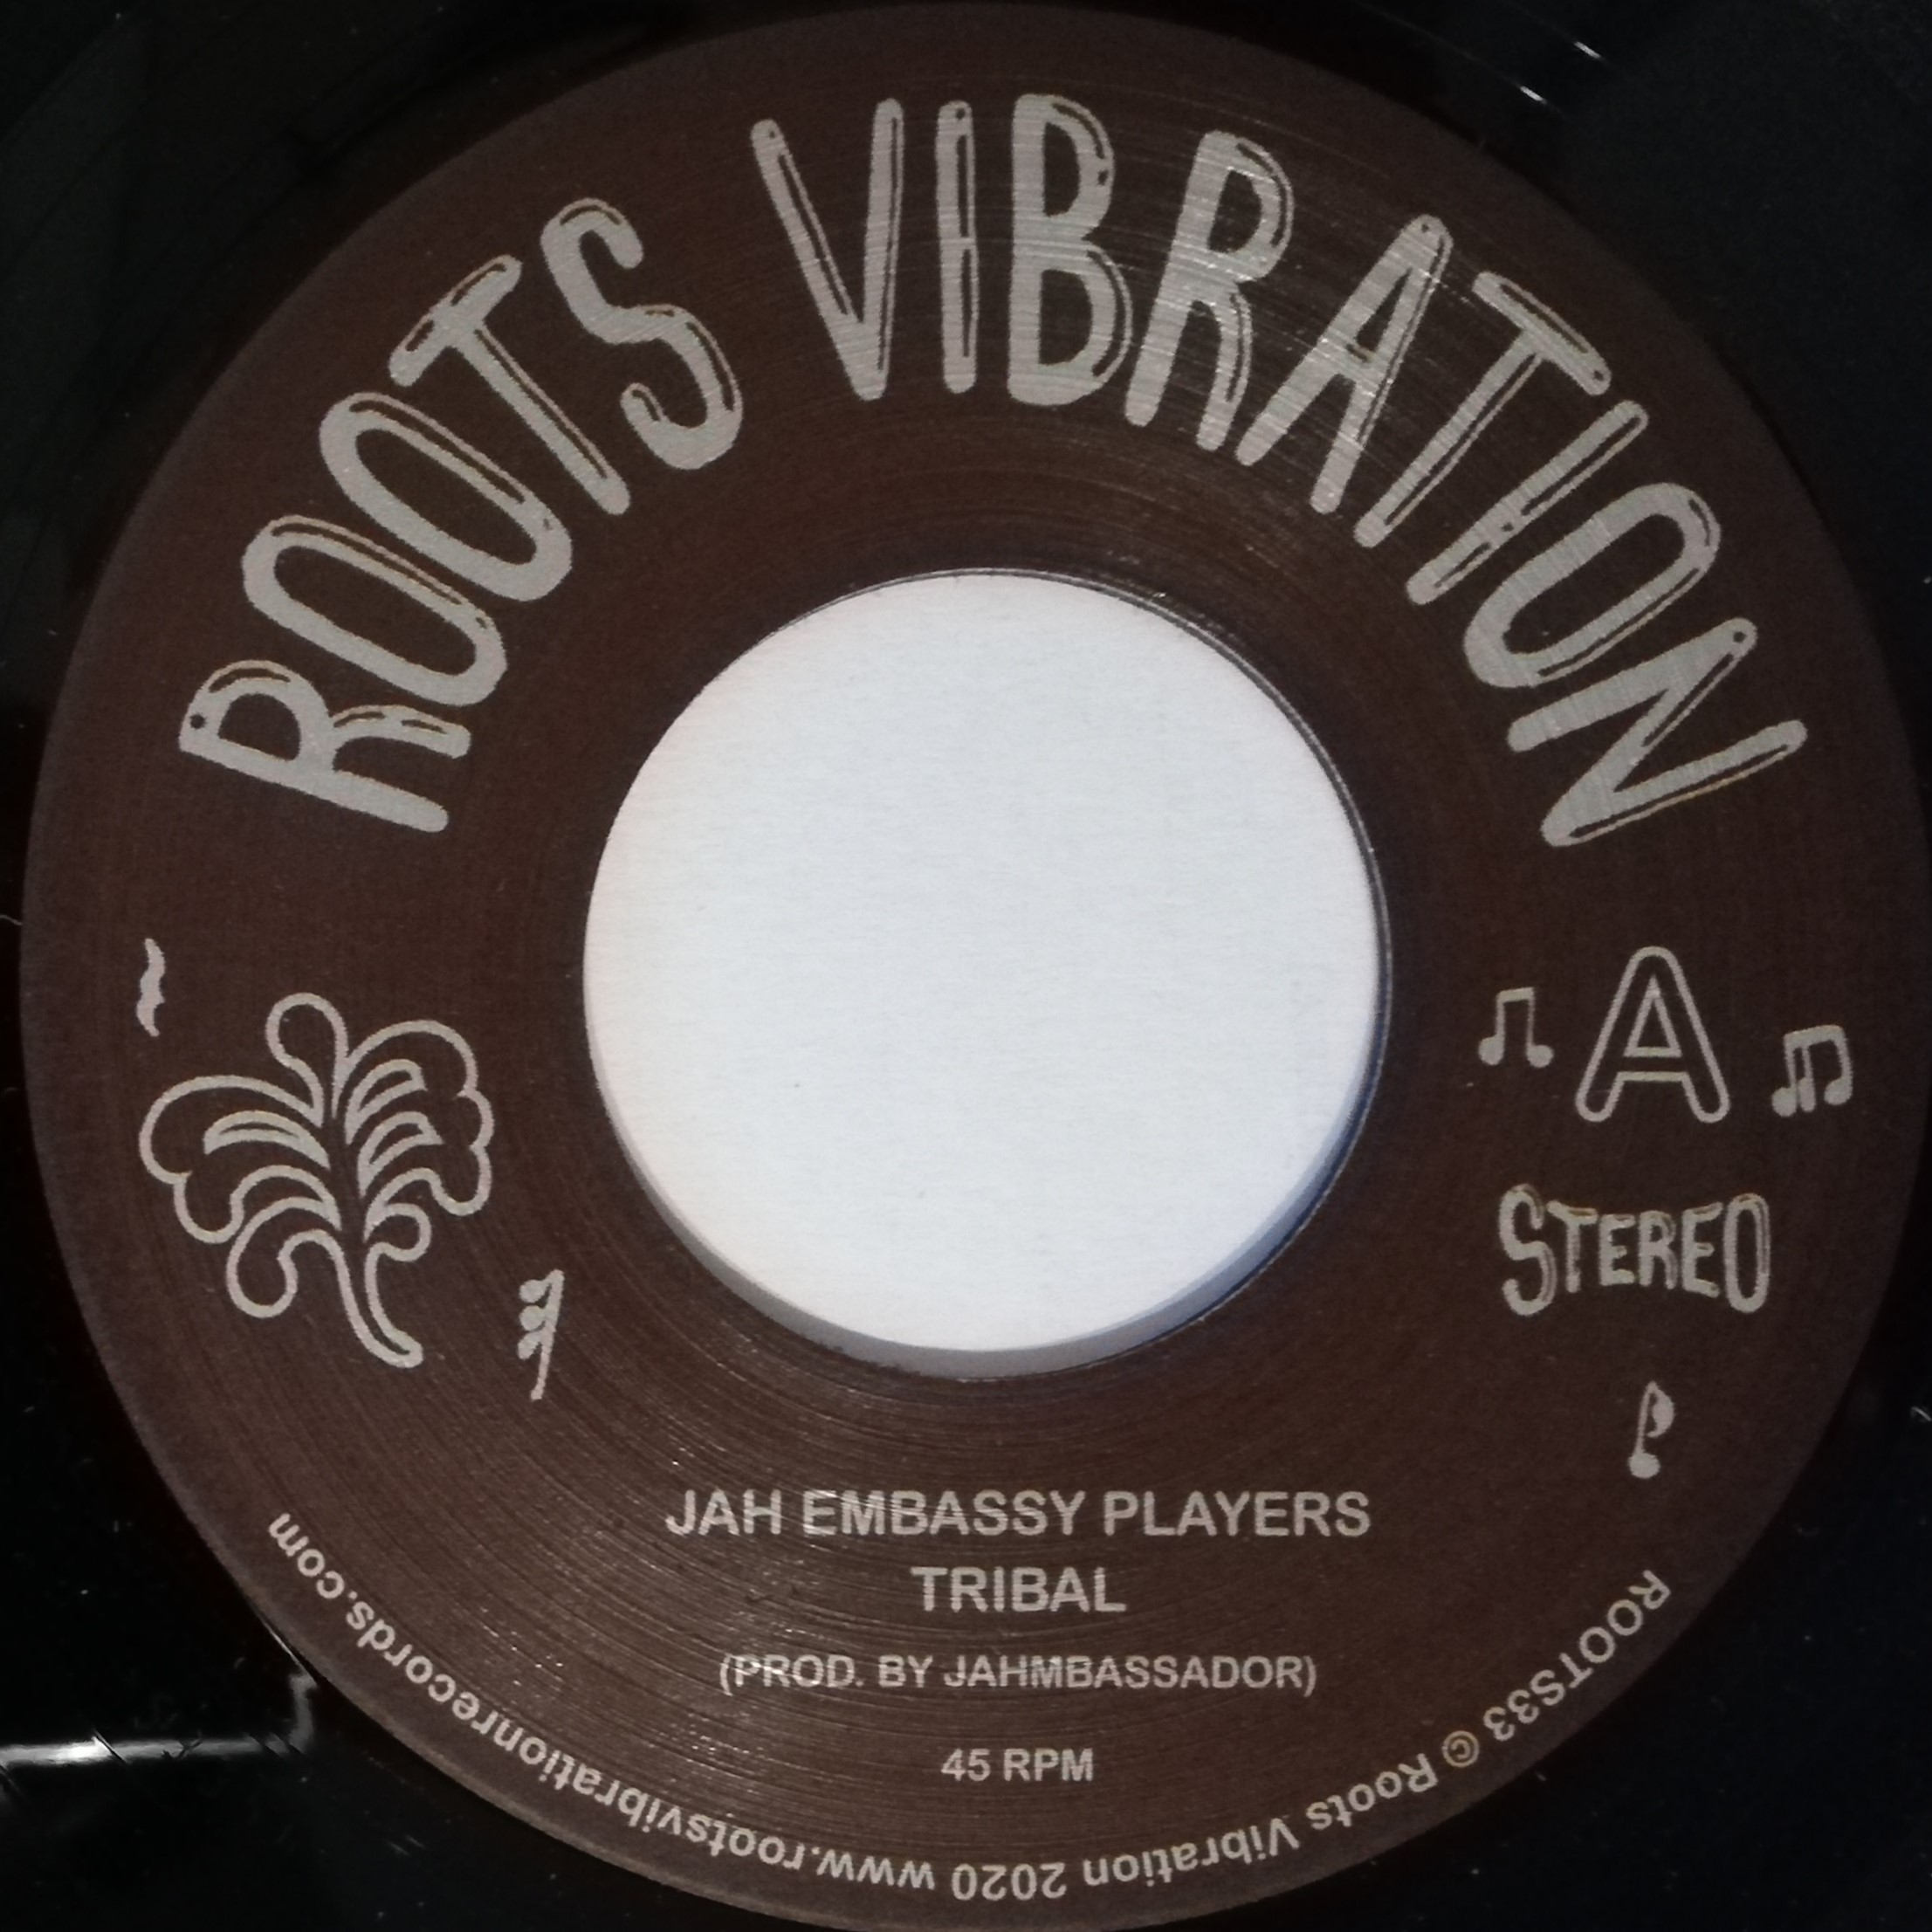 ROOTS VIBRATION
A
STEREO
JAH EMBASSY PLAYERS
TRIBAL
(PROD. BY JAHMBASSADOR)
45 RPM
ROOTS33 © Roots Vibration 2020 www.rootsvibrationrecords.com